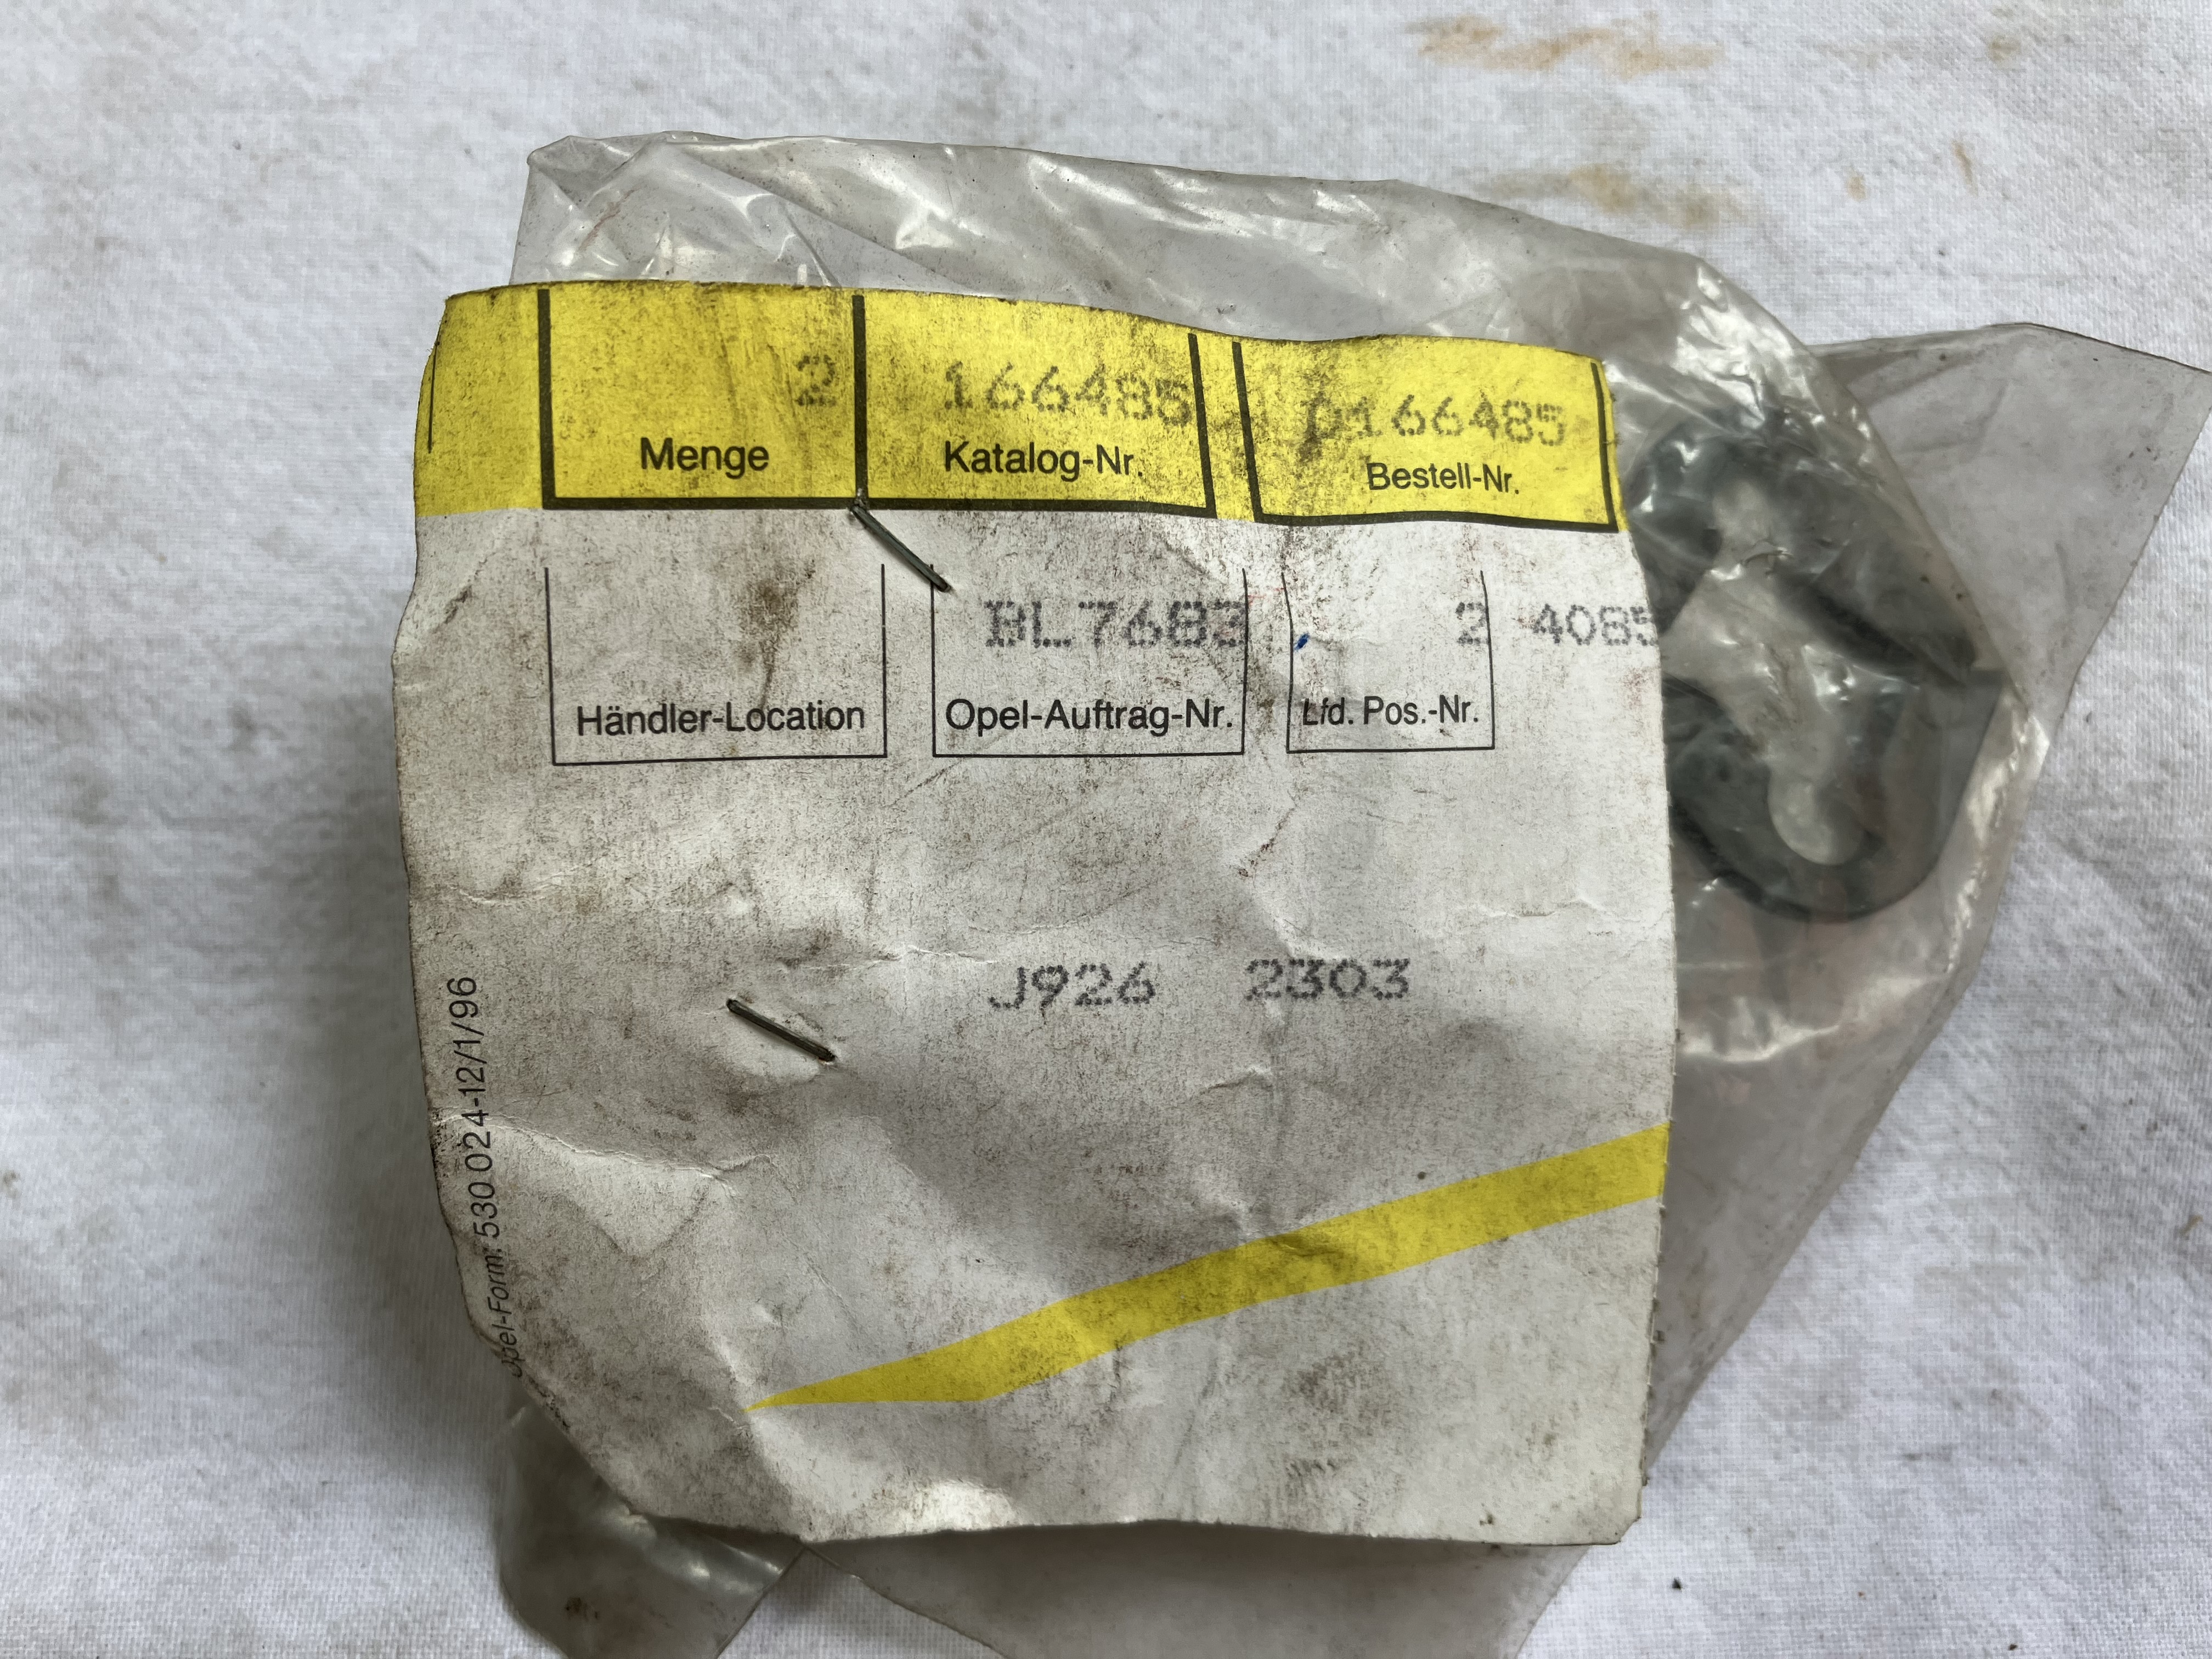 2 166485 0166485
Menge Katalog-Nr. Bestell-Nr.
BL7683 2 4085
Händler-Location Opel-Auftrag-Nr. Lfd. Pos.-Nr.
J926 2303
Opel-Form: 530 024-12/1/96